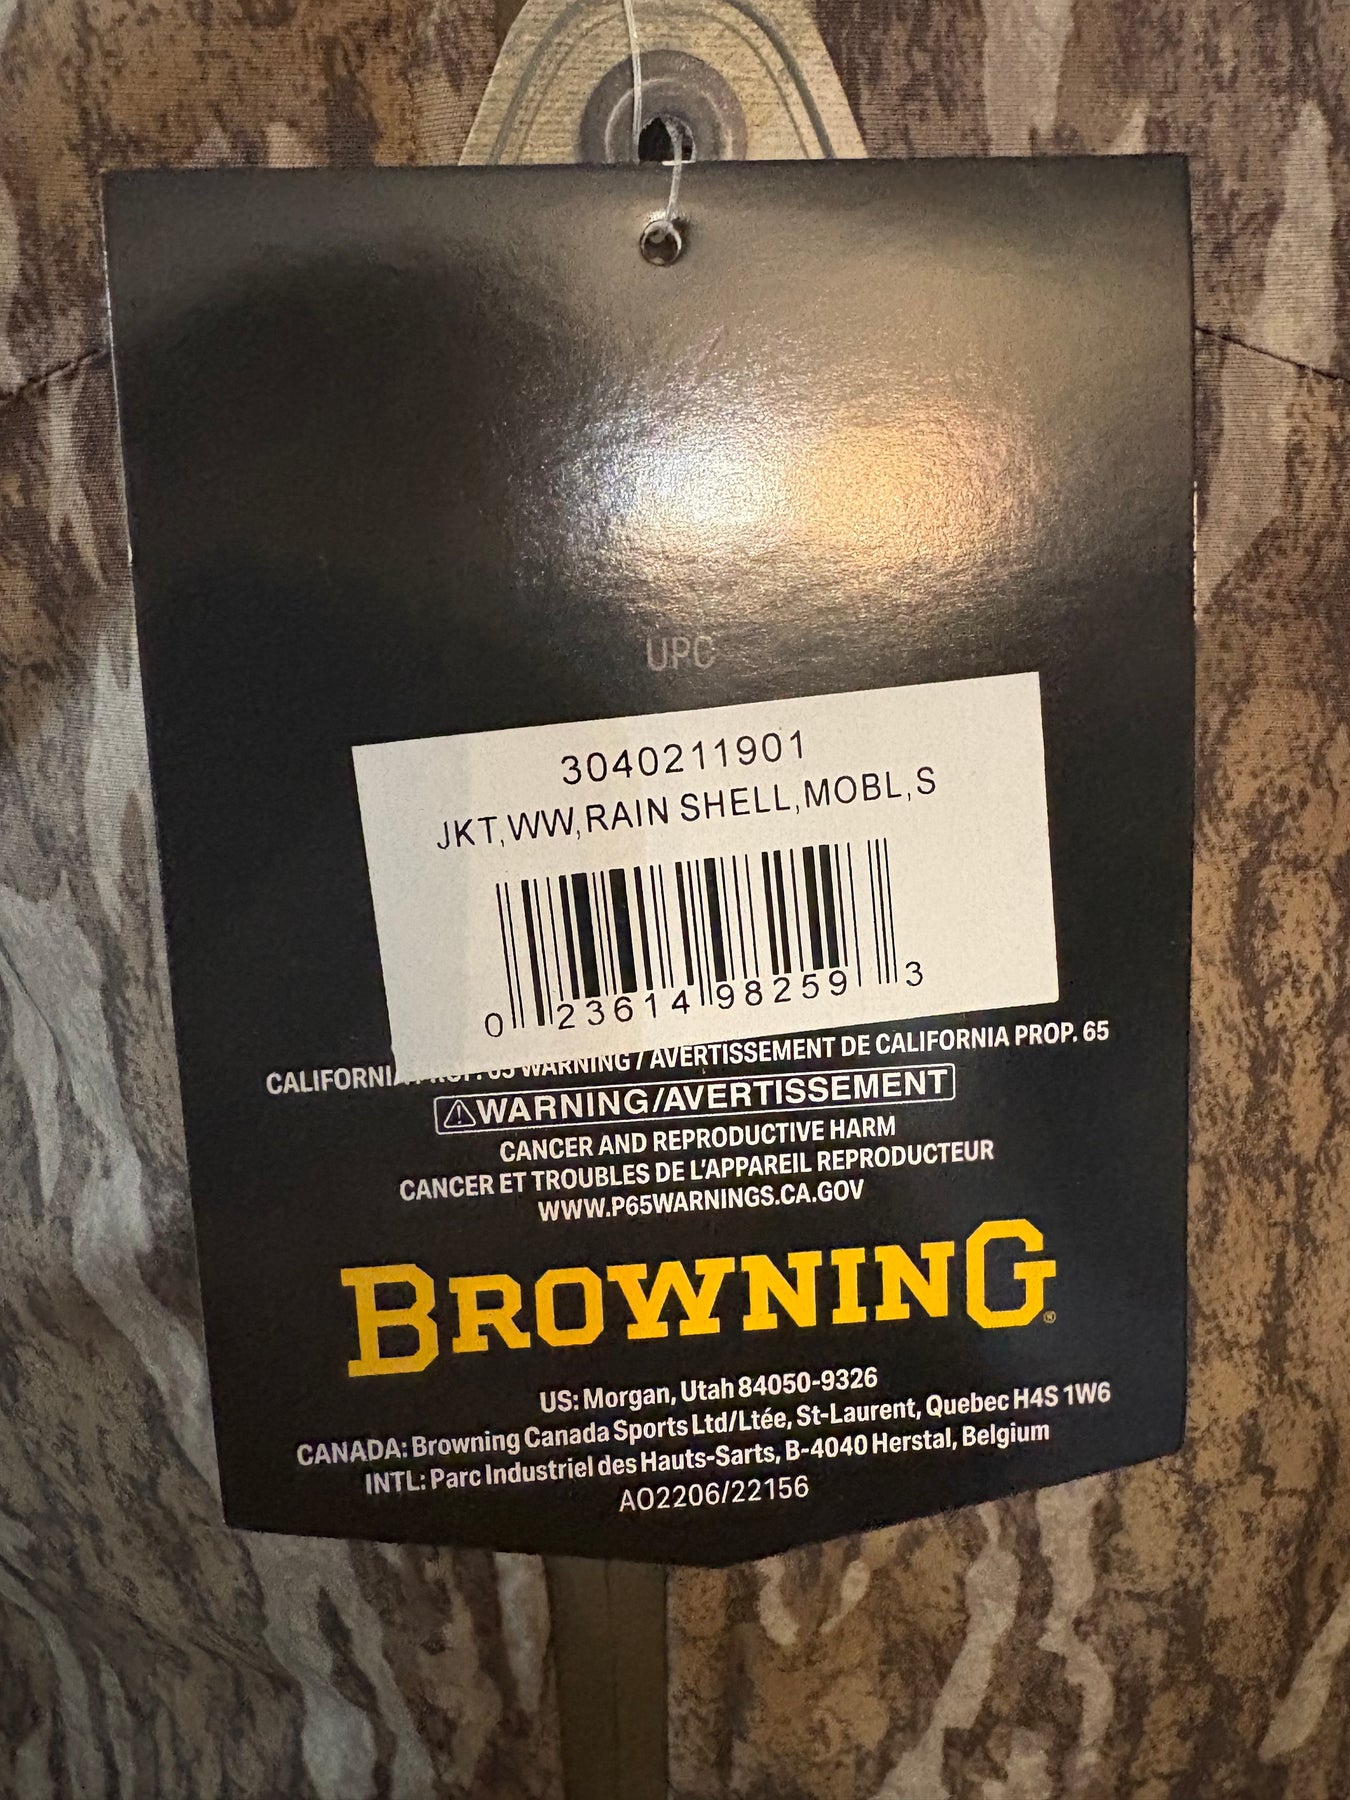 UPC
3040211901
JKT,WW,RAIN SHELL,MOBL,S
0 23614 98259 3
CALIFORNIA PROP. 65 WARNING / AVERTISSEMENT DE CALIFORNIA PROP. 65
⚠WARNING/AVERTISSEMENT
CANCER AND REPRODUCTIVE HARM
CANCER ET TROUBLES DE L'APPAREIL REPRODUCTEUR
WWW.P65WARNINGS.CA.GOV
BROWNING®
US: Morgan, Utah 84050-9326
CANADA: Browning Canada Sports Ltd/Ltée, St-Laurent, Quebec H4S 1W6
INTL: Parc Industriel des Hauts-Sarts, B-4040 Herstal, Belgium
AO2206/22156